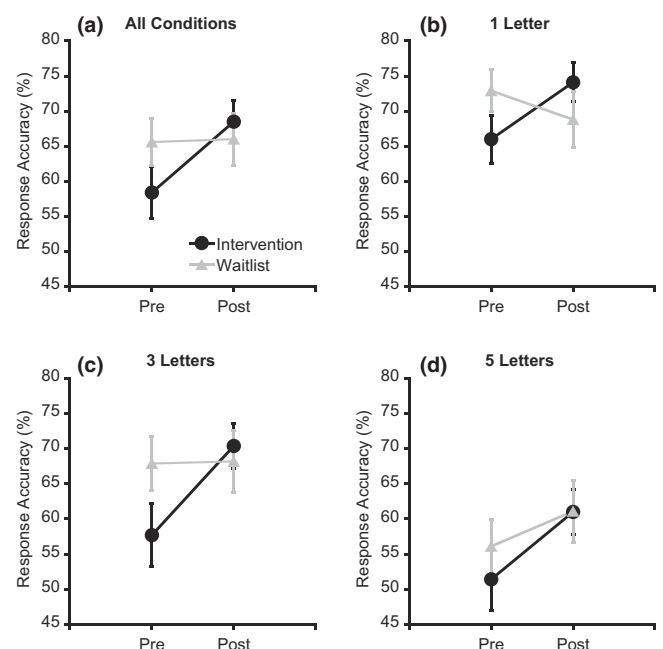 (a) All Conditions
80
75
70
65
60
55
50
45
Response Accuracy (%)
Intervention
Waitlist
Pre Post
(b) 1 Letter
80
75
70
65
60
55
50
45
Response Accuracy (%)
Pre Post
(c) 3 Letters
80
75
70
65
60
55
50
45
Response Accuracy (%)
Pre Post
(d) 5 Letters
80
75
70
65
60
55
50
45
Response Accuracy (%)
Pre Post